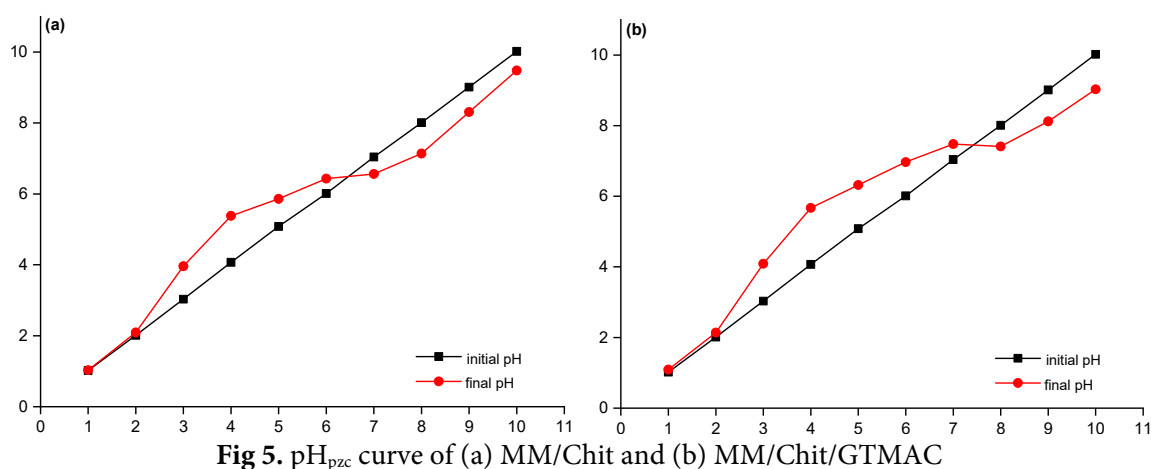 (a)
10
8
6
4
2
0
initial pH
final pH
0 1 2 3 4 5 6 7 8 9 10 11
(b)
10
8
6
4
2
0
initial pH
final pH
0 1 2 3 4 5 6 7 8 9 10 11
Fig 5. pHpzc curve of (a) MM/Chit and (b) MM/Chit/GTMAC